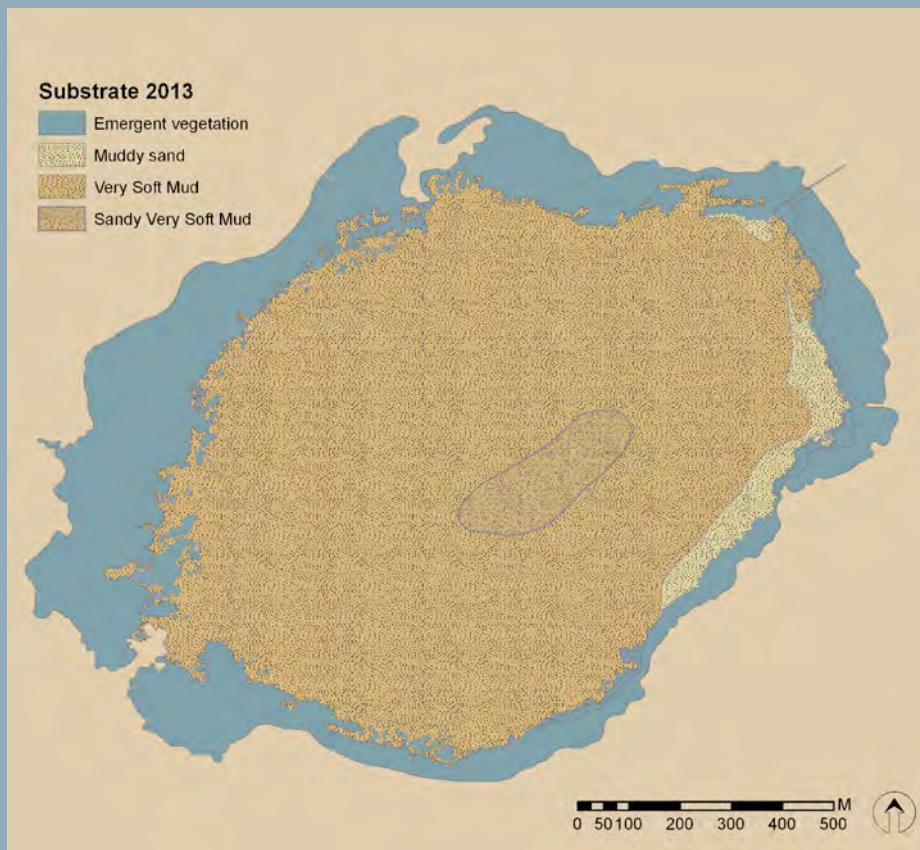 Substrate 2013
Emergent vegetation
Muddy sand
Very Soft Mud
Sandy Very Soft Mud
M
0 50 100 200 300 400 500